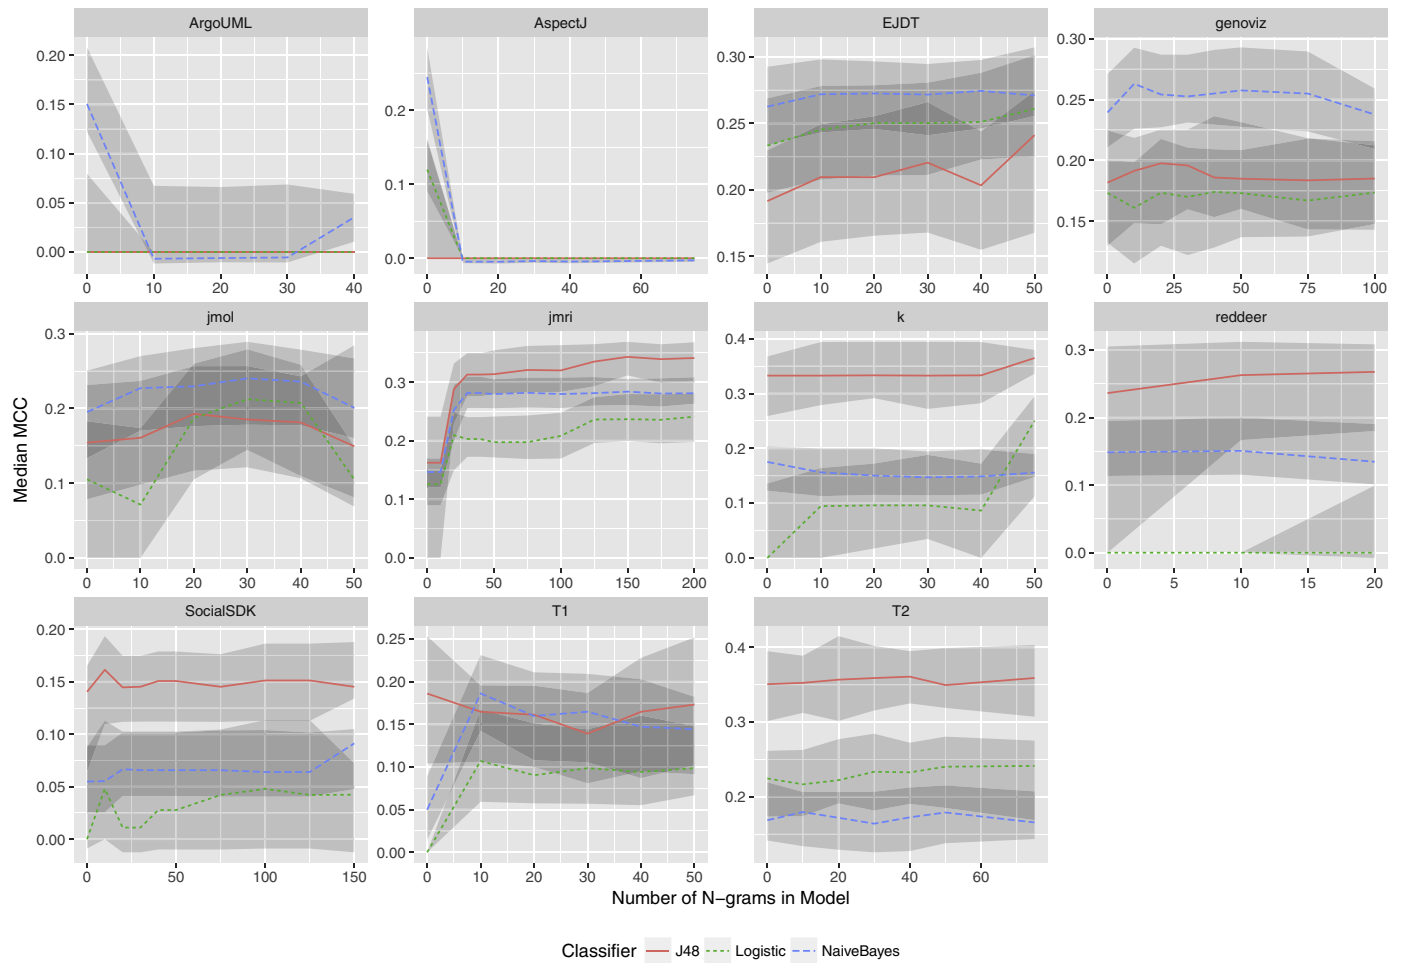 ArgoUML AspectJ EJDT genoviz
0.20 0.15 0.10 0.05 0.00
0.2 0.1 0.0
0.30 0.25 0.20 0.15
0.30 0.25 0.20 0.15
0 10 20 30 40
0 20 40 60
0 10 20 30 40 50
0 25 50 75 100
jmol jmri k reddeer
0.3 0.2 0.1 0.0
0.3 0.2 0.1 0.0
0.4 0.3 0.2 0.1 0.0
0.3 0.2 0.1 0.0
0 10 20 30 40 50
0 50 100 150 200
0 10 20 30 40 50
0 5 10 15 20
Median MCC
SocialSDK T1 T2
0.20 0.15 0.10 0.05 0.00
0.25 0.20 0.15 0.10 0.05 0.00
0.4 0.3 0.2
0 50 100 150
0 10 20 30 40 50
0 20 40 60
Number of N−grams in Model
Classifier J48 Logistic NaiveBayes